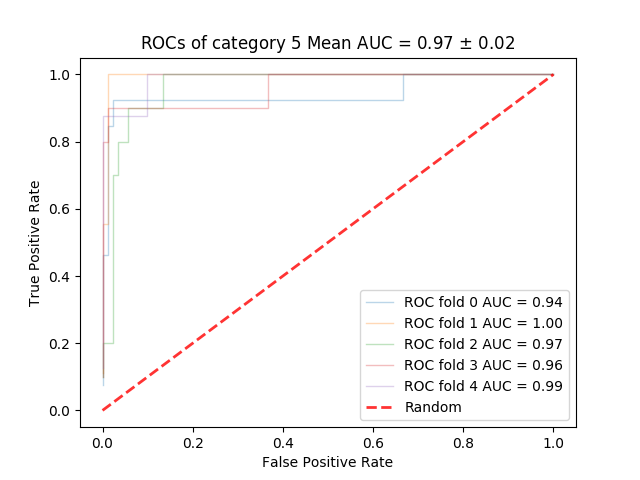 ROCs of category 5 Mean AUC = 0.97 ± 0.02
True Positive Rate
1.0
0.8
0.6
0.4
0.2
0.0
ROC fold 0 AUC = 0.94
ROC fold 1 AUC = 1.00
ROC fold 2 AUC = 0.97
ROC fold 3 AUC = 0.96
ROC fold 4 AUC = 0.99
Random
0.0 0.2 0.4 0.6 0.8 1.0
False Positive Rate